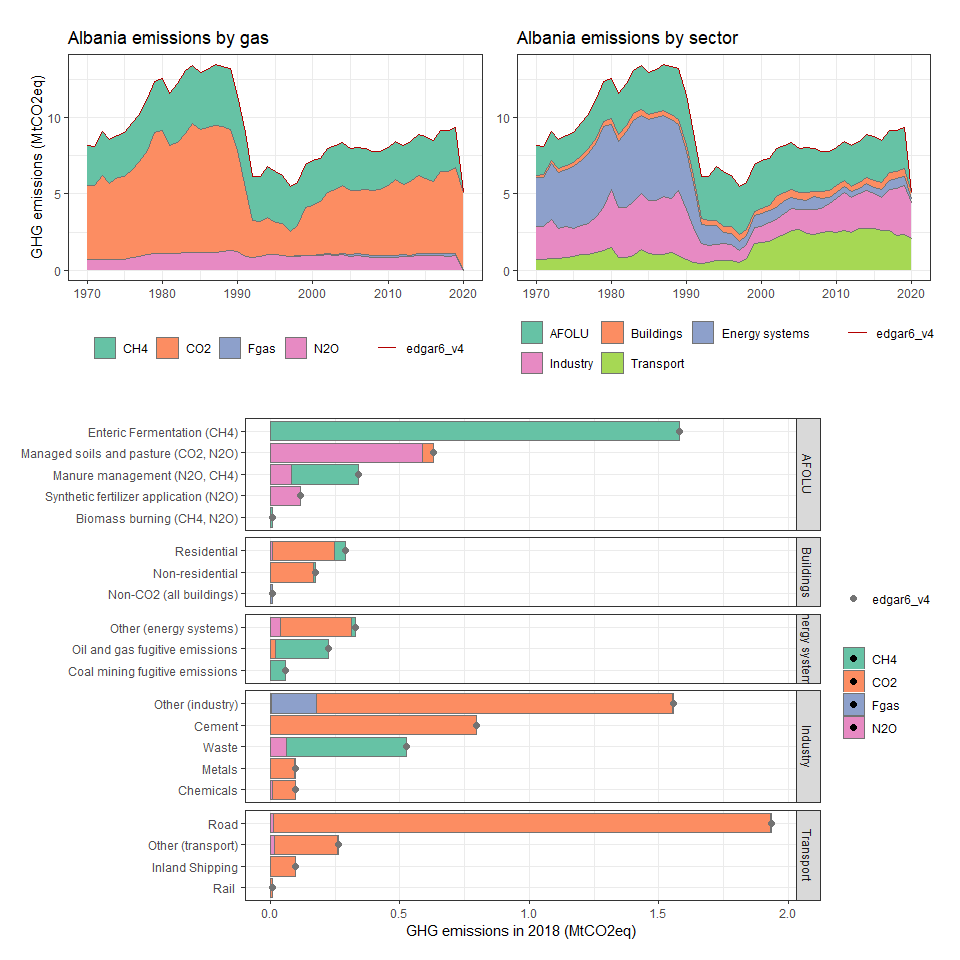 Albania emissions by gas
Albania emissions by sector
GHG emissions (MtCO2eq)
10
5
0
1970 1980 1990 2000 2010 2020
10
5
0
1970 1980 1990 2000 2010 2020
CH4 CO2 Fgas N2O edgar6_v4
AFOLU Buildings Energy systems edgar6_v4
Industry Transport
Enteric Fermentation (CH4)
Managed soils and pasture (CO2, N2O)
Manure management (N2O, CH4)
Synthetic fertilizer application (N2O)
Biomass burning (CH4, N2O)
AFOLU
Residential
Non-residential
Non-CO2 (all buildings)
Buildings
Other (energy systems)
Oil and gas fugitive emissions
Coal mining fugitive emissions
Other (industry)
Cement
Waste
Metals
Chemicals
Industry
Road
Other (transport)
Inland Shipping
Rail
Transport
0.0 0.5 1.0 1.5 2.0
GHG emissions in 2018 (MtCO2eq)
edgar6_v4
CH4
CO2
Fgas
N2O